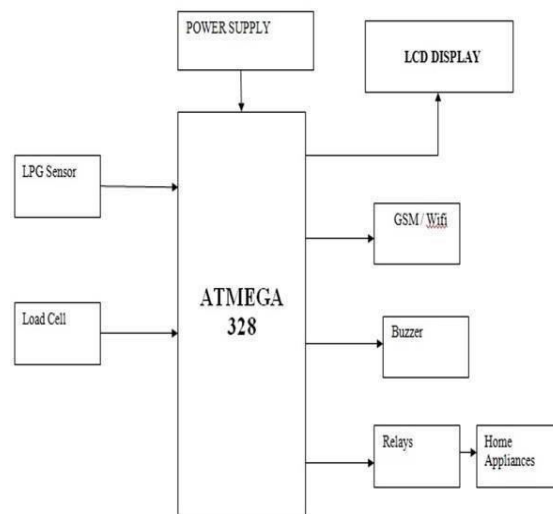 POWER SUPPLY
LCD DISPLAY
LPG Sensor
GSM / Wifi
ATMEGA
328
Load Cell
Buzzer
Relays
Home
Appliances